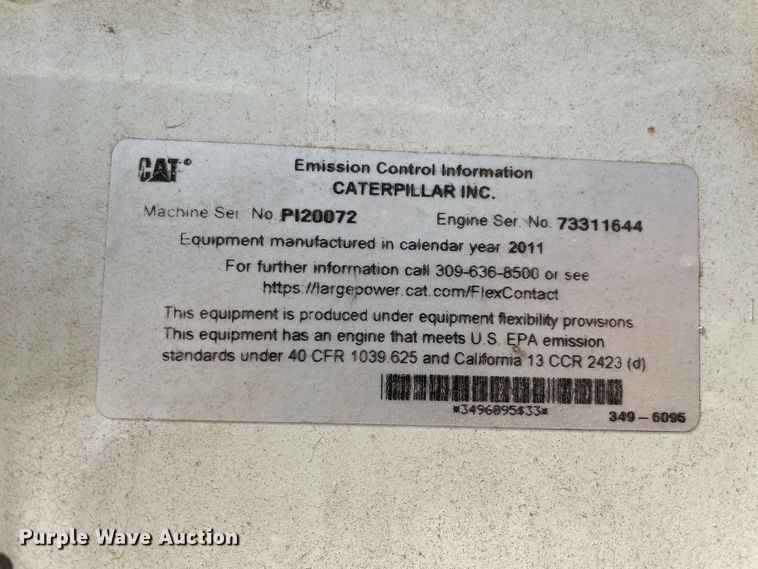 CAT®
Emission Control Information
CATERPILLAR INC.
Machine Ser No. PI20072 Engine Ser. No. 73311644
Equipment manufactured in calendar year 2011
For further information call 309-636-8500 or see
https://largepower.cat.com/FlexContact
This equipment is produced under equipment flexibility provisions
This equipment has an engine that meets U.S. EPA emission
standards under 40 CFR 1039.625 and California 13 CCR 2423 (d)
*3496095$33*
349-6095
Purple Wave Auction